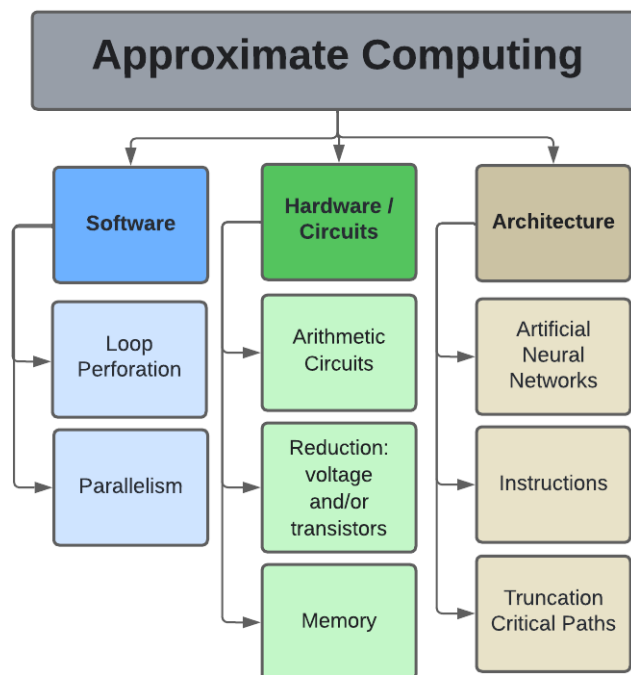 Approximate Computing
Software
Hardware /
Circuits
Architecture
Loop
Perforation
Parallelism
Arithmetic
Circuits
Reduction:
voltage
and/or
transistors
Memory
Artificial
Neural
Networks
Instructions
Truncation
Critical Paths